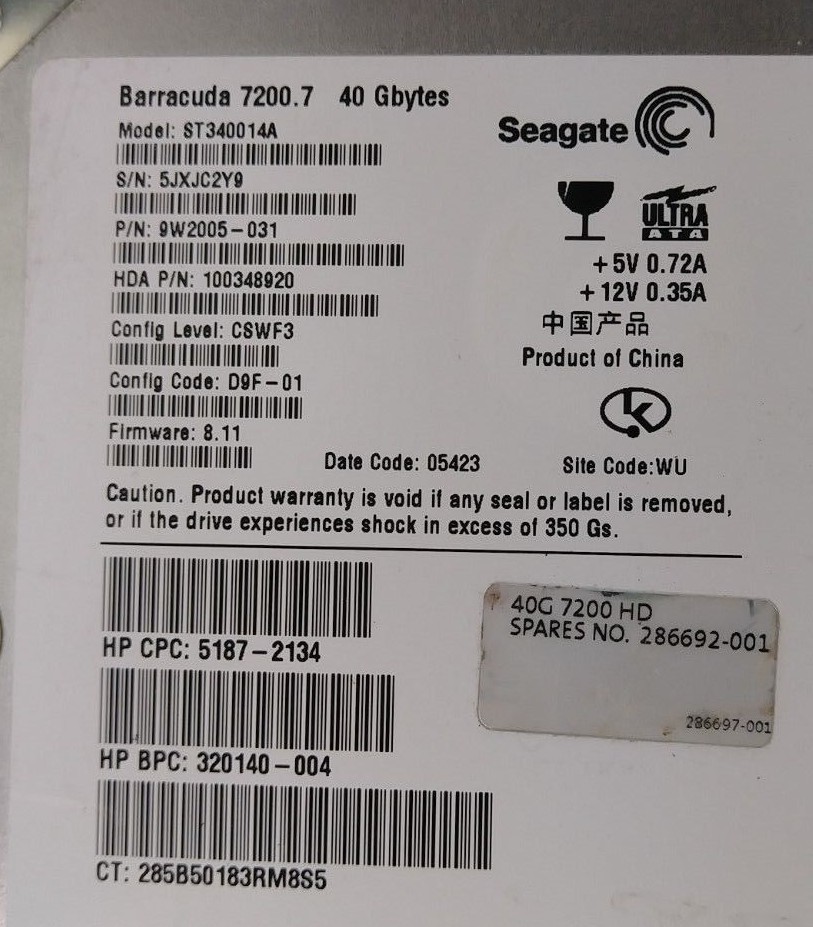 Barracuda 7200.7 40 Gbytes
Model: ST340014A
Seagate
S/N: 5JXJC2Y9
P/N: 9W2005-031
ULTRA
ATA
HDA P/N: 100348920
+5V 0.72A
+12V 0.35A
Config Level: CSWF3
中国产品
Product of China
Config Code: D9F-01
Firmware: 8.11
Date Code: 05423
Site Code:WU
Caution. Product warranty is void if any seal or label is removed,
or if the drive experiences shock in excess of 350 Gs.
HP CPC: 5187-2134
HP BPC: 320140-004
CT: 285B50183RM8S5
40G 7200 HD
SPARES NO. 286692-001
286697-001